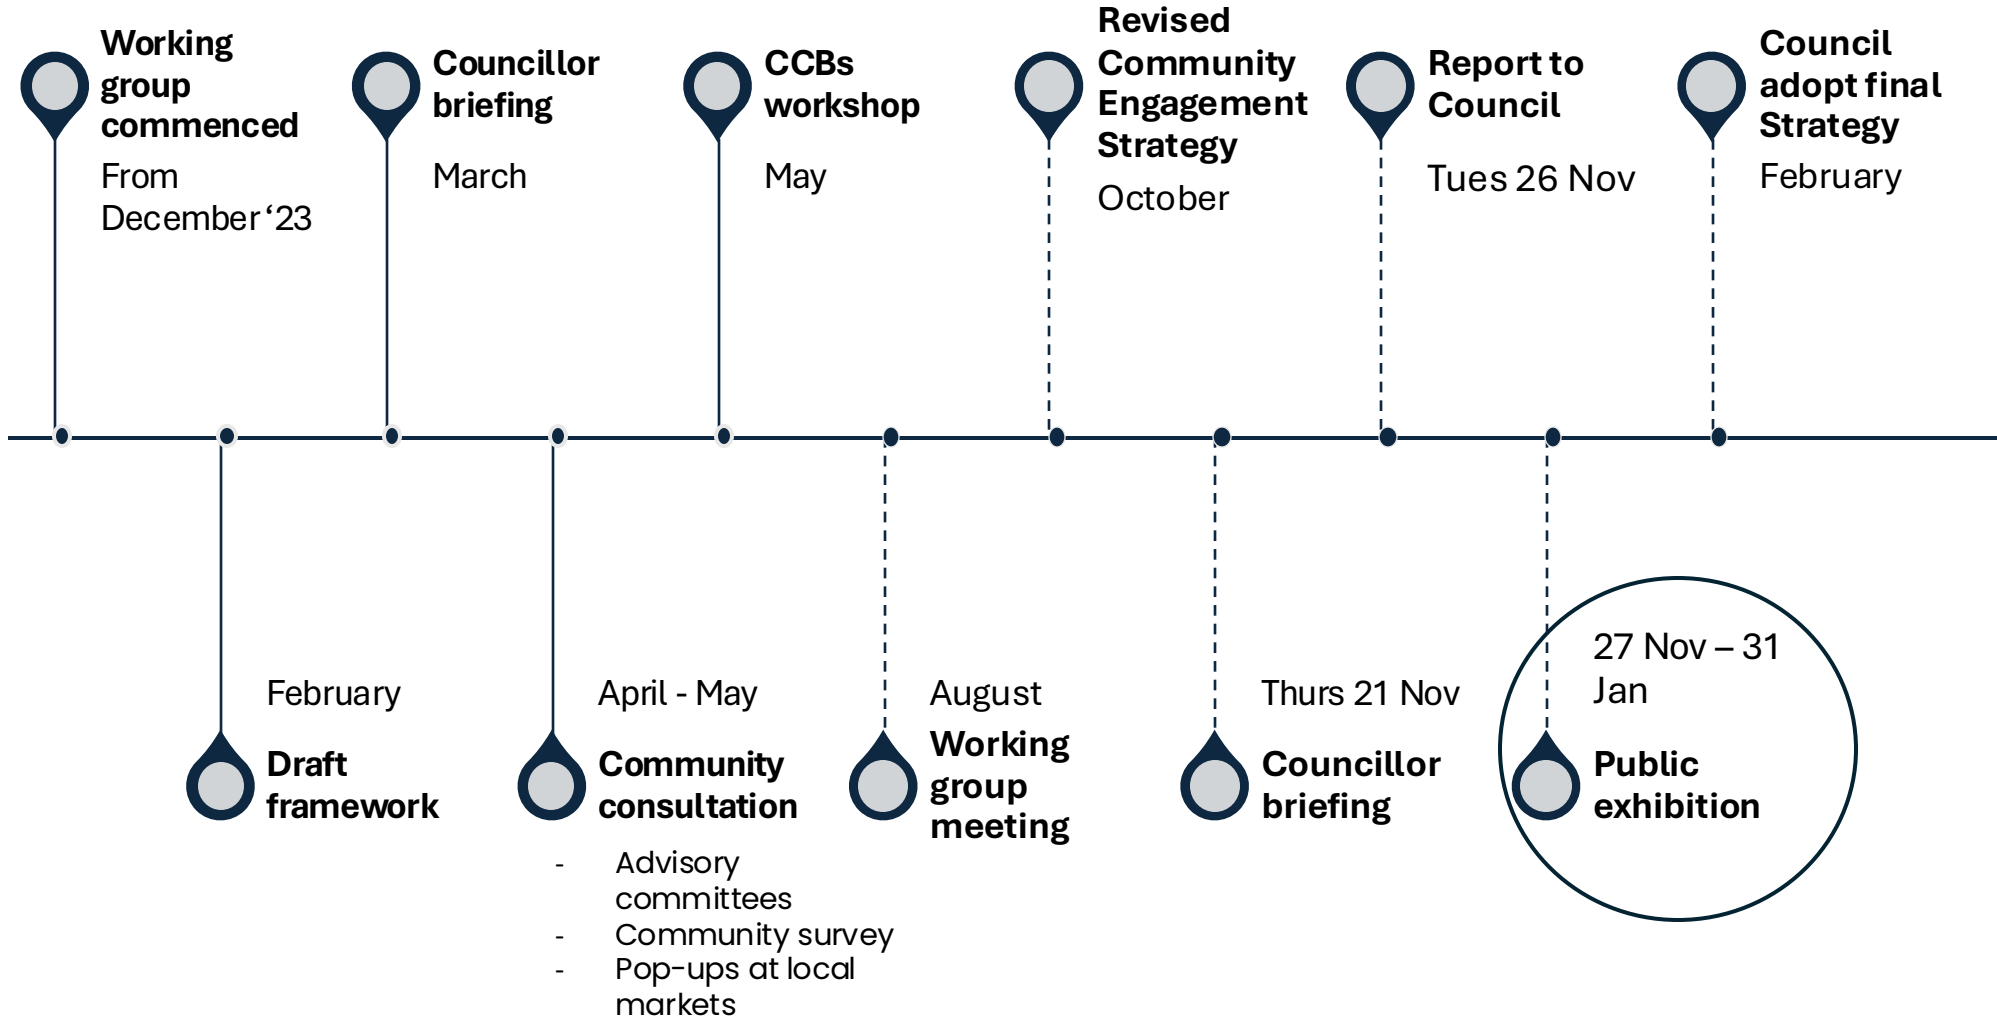 Working
group
commenced
From
December ‘23
Councillor
briefing
March
CCBs
workshop
May
Revised
Community
Engagement
Strategy
October
Report to
Council
Tues 26 Nov
Council
adopt final
Strategy
February
February
Draft
framework
April - May
Community
consultation
- Advisory
committees
- Community survey
- Pop-ups at local
markets
August
Working
group
meeting
Thurs 21 Nov
Councillor
briefing
27 Nov – 31
Jan
Public
exhibition